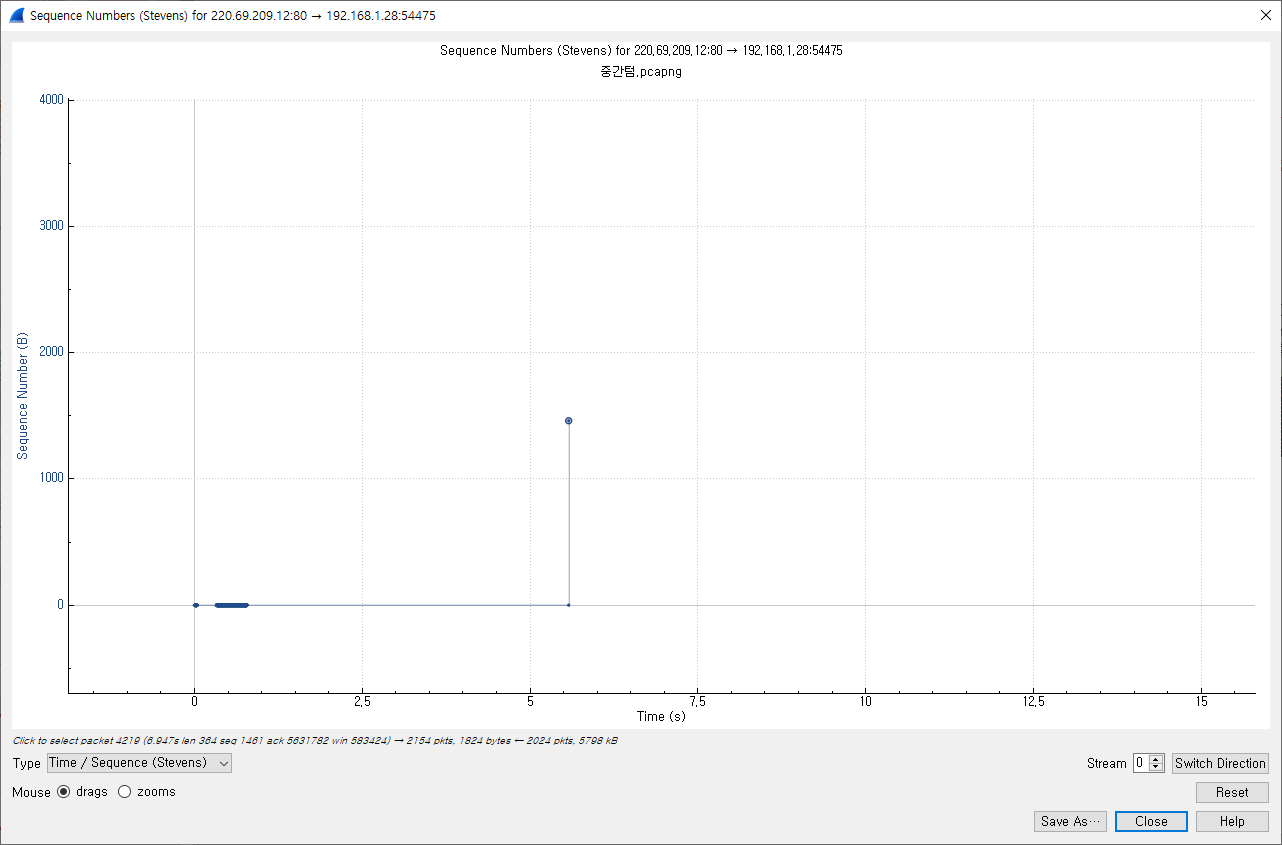 Sequence Numbers (Stevens) for 220.69.209.12:80 → 192.168.1.28:54475
Sequence Numbers (Stevens) for 220,69,209,12:80 → 192,168,1,28:54475
중간텀,pcapng
4000
3000
2000
1000
0
Sequence Number (B)
0 2,5 5 7,5 10 12,5 15
Time (s)
Click to select packet 4219 (6.947s len 364 seq 1461 ack 5631782 win 583424) → 2154 pkts, 1824 bytes ← 2024 pkts, 5798 kB
Type Time / Sequence (Stevens) Stream 0 Switch Direction
Mouse drags zooms Reset
Save As… Close Help